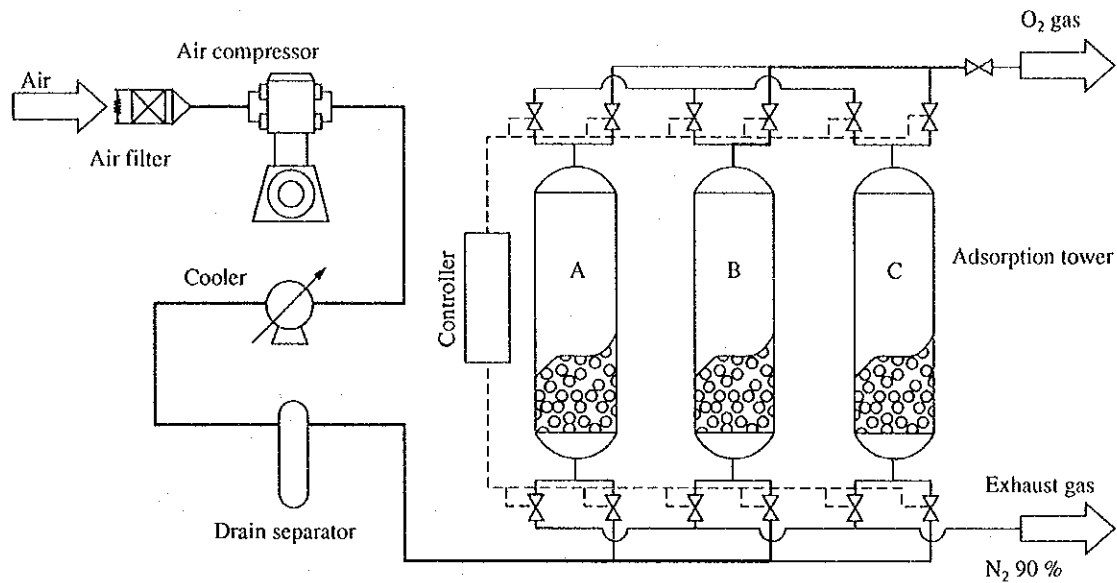 O₂ gas
Air compressor
Air
Air filter
A
B
C
Adsorption tower
Cooler
Controller
Exhaust gas
Drain separator
N₂ 90 %